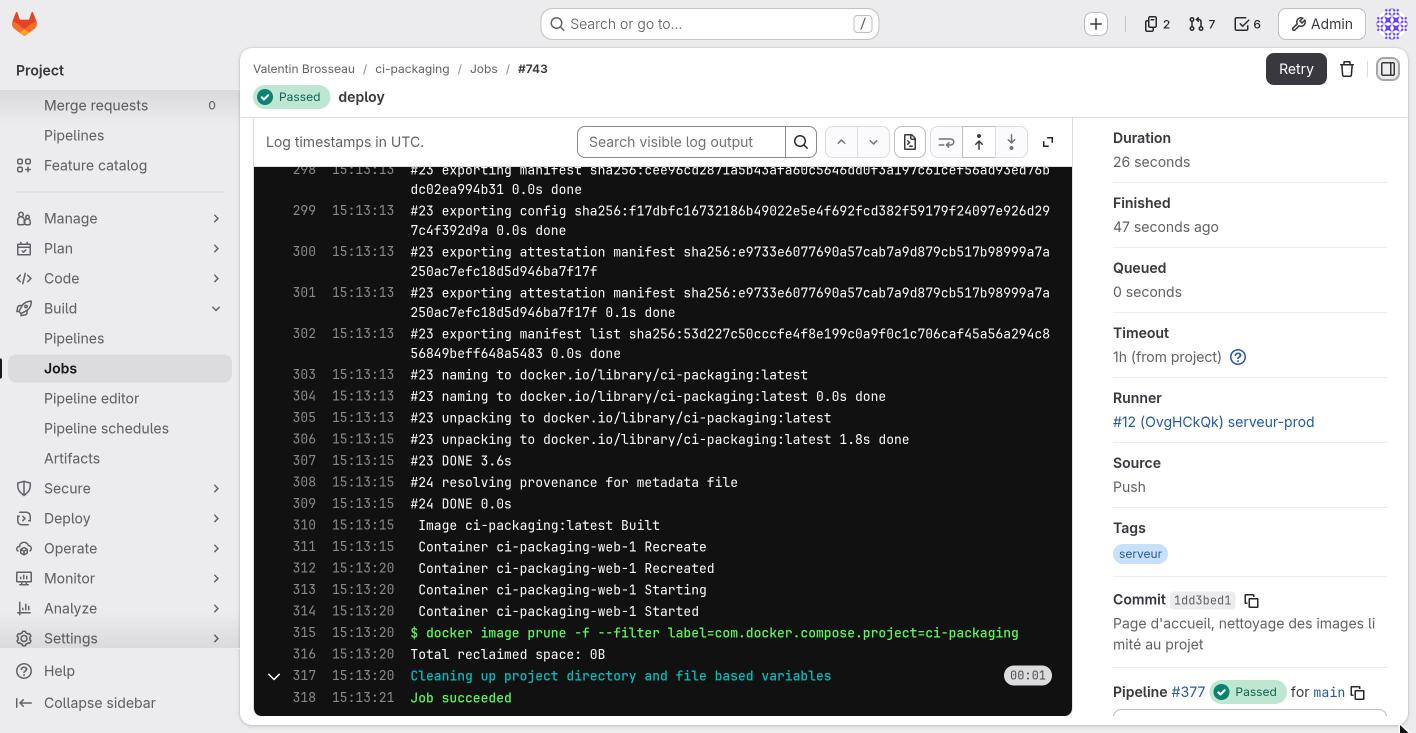 Search or go to...
/
2
7
6
Admin
Project
Merge requests 0
Pipelines
Feature catalog
Manage
Plan
Code
Build
Pipelines
Jobs
Pipeline editor
Pipeline schedules
Artifacts
Secure
Deploy
Operate
Monitor
Analyze
Settings
Help
Collapse sidebar
Valentin Brosseau / ci-packaging / Jobs / #743
Retry
Passed deploy
Log timestamps in UTC.
Search visible log output
298 15:13:13 #23 exporting manifest sha256:cee96cd2871a5b43afa60c5646dd0f3a197c61cef56ad93ed76b
dc02ea994b31 0.0s done
299 15:13:13 #23 exporting config sha256:f17dbfc16732186b49022e5e4f692fcd382f59179f24097e926d29
7c4f392d9a 0.0s done
300 15:13:13 #23 exporting attestation manifest sha256:e9733e6077690a57cab7a9d879cb517b98999a7a
250ac7efc18d5d946ba7f17f
301 15:13:13 #23 exporting attestation manifest sha256:e9733e6077690a57cab7a9d879cb517b98999a7a
250ac7efc18d5d946ba7f17f 0.1s done
302 15:13:13 #23 exporting manifest list sha256:53d227c50cccfe4f8e199c0a9f0c1c706caf45a56a294c8
856849beff648a5483 0.0s done
303 15:13:13 #23 naming to docker.io/library/ci-packaging:latest
304 15:13:13 #23 naming to docker.io/library/ci-packaging:latest 0.0s done
305 15:13:13 #23 unpacking to docker.io/library/ci-packaging:latest
306 15:13:15 #23 unpacking to docker.io/library/ci-packaging:latest 1.8s done
307 15:13:15 #23 DONE 3.6s
308 15:13:15 #24 resolving provenance for metadata file
309 15:13:15 #24 DONE 0.0s
310 15:13:15 Image ci-packaging:latest Built
311 15:13:15 Container ci-packaging-web-1 Recreate
312 15:13:20 Container ci-packaging-web-1 Recreated
313 15:13:20 Container ci-packaging-web-1 Starting
314 15:13:20 Container ci-packaging-web-1 Started
315 15:13:20 $ docker image prune -f --filter label=com.docker.compose.project=ci-packaging
316 15:13:20 Total reclaimed space: 0B
317 15:13:20 Cleaning up project directory and file based variables 00:01
318 15:13:21 Job succeeded
Duration
26 seconds
Finished
47 seconds ago
Queued
0 seconds
Timeout
1h (from project)
Runner
#12 (OvgHCkQk) serveur-prod
Source
Push
Tags
serveur
Commit 1dd3bed1
Page d'accueil, nettoyage des images li
mité au projet
Pipeline #377 Passed for main